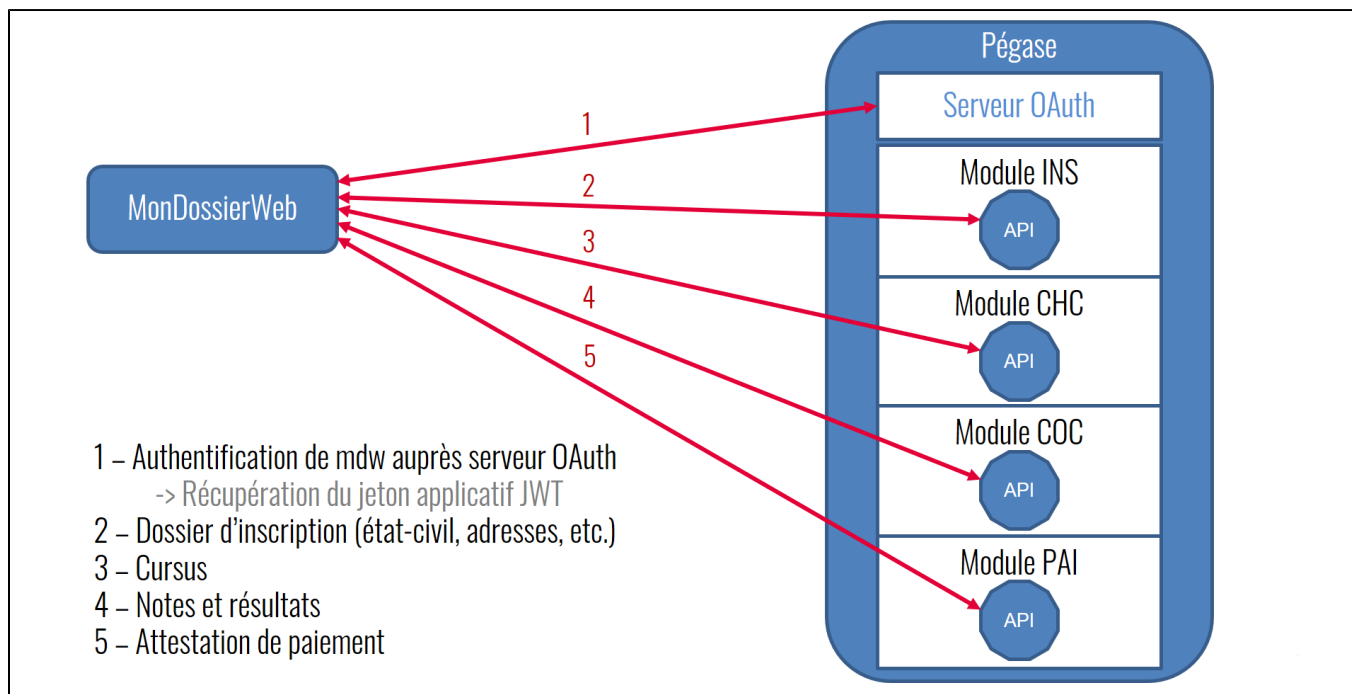 Pégase
Serveur OAuth
1
MonDossierWeb
2
Module INS
API
3
Module CHC
API
4
Module COC
API
5
Module PAI
API
1 – Authentification de mdw auprès serveur OAuth
-> Récupération du jeton applicatif JWT
2 – Dossier d'inscription (état-civil, adresses, etc.)
3 – Cursus
4 – Notes et résultats
5 – Attestation de paiement